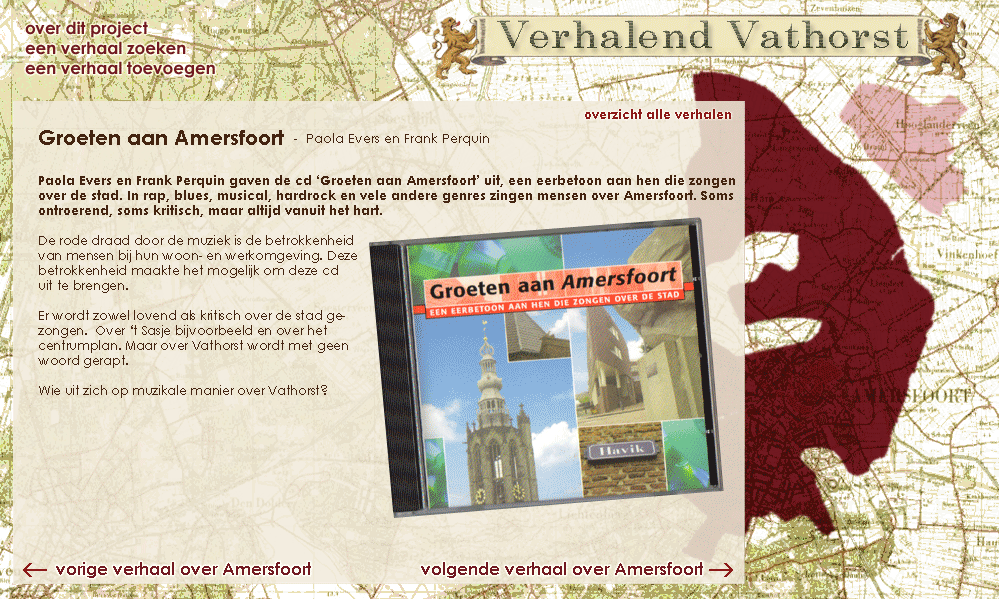 over dit project
een verhaal zoeken
een verhaal toevoegen
Verhalend Vathorst
overzicht alle verhalen
Groeten aan Amersfoort - Paola Evers en Frank Perquin
Paola Evers en Frank Perquin gaven de cd ‘Groeten aan Amersfoort’ uit, een eerbetoon aan hen die zongen
over de stad. In rap, blues, musical, hardrock en vele andere genres zingen mensen over Amersfoort. Soms
ontroerend, soms kritisch, maar altijd vanuit het hart.
De rode draad door de muziek is de betrokkenheid
van mensen bij hun woon- en werkomgeving. Deze
betrokkenheid maakte het mogelijk om deze cd
uit te brengen.
Er wordt zowel lovend als kritisch over de stad ge-
zongen. Over ‘t Sasje bijvoorbeeld en over het
centrumplan. Maar over Vathorst wordt met geen
woord gerapt.
Wie uit zich op muzikale manier over Vathorst?
Groeten aan Amersfoort
EEN EERBETOON AAN HEN DIE ZONGEN OVER DE STAD
Havik
AMERSFOORT
← vorige verhaal over Amersfoort
volgende verhaal over Amersfoort →